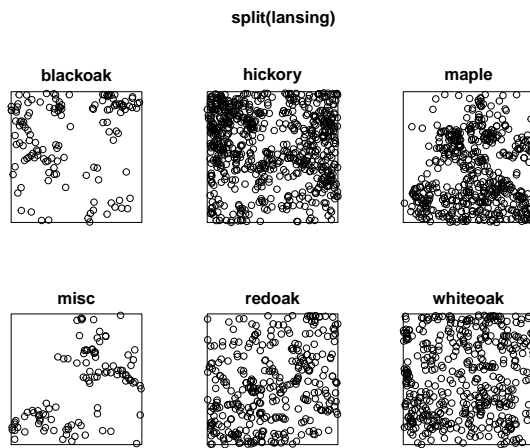 split(lansing)
blackoak
hickory
maple
misc
redoak
whiteoak